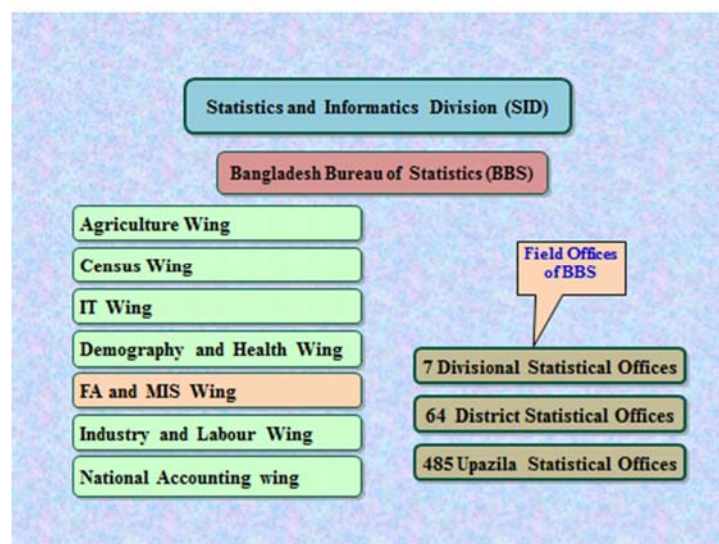 Statistics and Informatics Division (SID)
Bangladesh Bureau of Statistics (BBS)
Agriculture Wing
Census Wing
IT Wing
Demography and Health Wing
FA and MIS Wing
Industry and Labour Wing
National Accounting wing
Field Offices
of BBS
7 Divisional Statistical Offices
64 District Statistical Offices
485 Upazila Statistical Offices